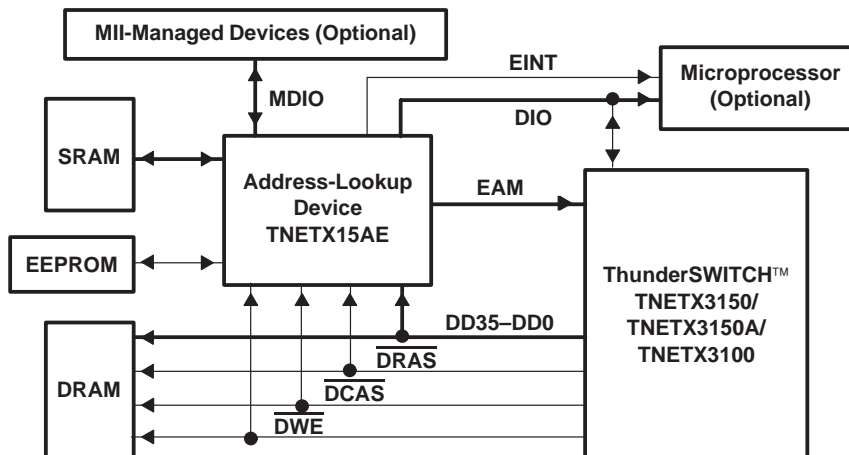 MII-Managed Devices (Optional)
EINT
Microprocessor
(Optional)
MDIO
DIO
SRAM
Address-Lookup
Device
TNETX15AE
EAM
EEPROM
ThunderSWITCH™
TNETX3150/
TNETX3150A/
TNETX3100
DD35–DD0
DRAS
DRAM
DCAS
DWE